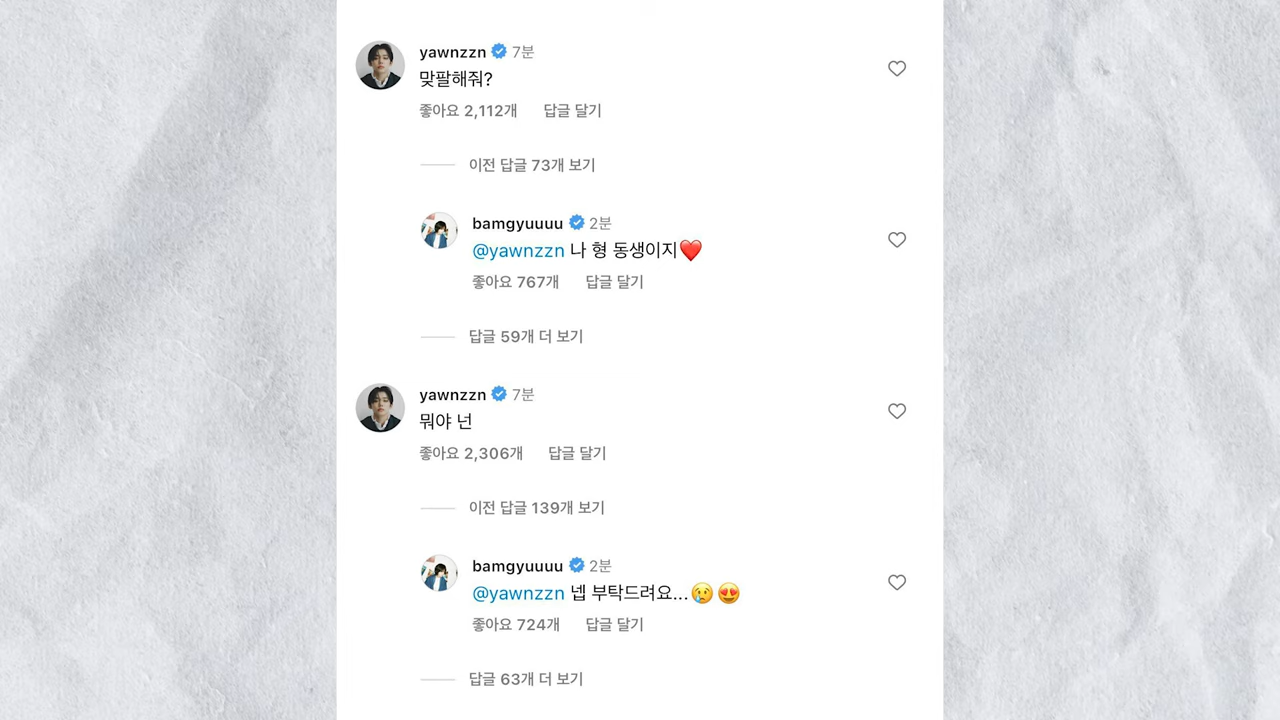 yawnzzn 7분
맞팔해줘?
좋아요 2,112개 답글 달기
이전 답글 73개 보기
bamgyuuuu 2분
@yawnzzn 나 형 동생이지❤️
좋아요 767개 답글 달기
답글 59개 더 보기
yawnzzn 7분
뭐야 넌
좋아요 2,306개 답글 달기
이전 답글 139개 보기
bamgyuuuu 2분
@yawnzzn 넵 부탁드려요...😢😍
좋아요 724개 답글 달기
답글 63개 더 보기